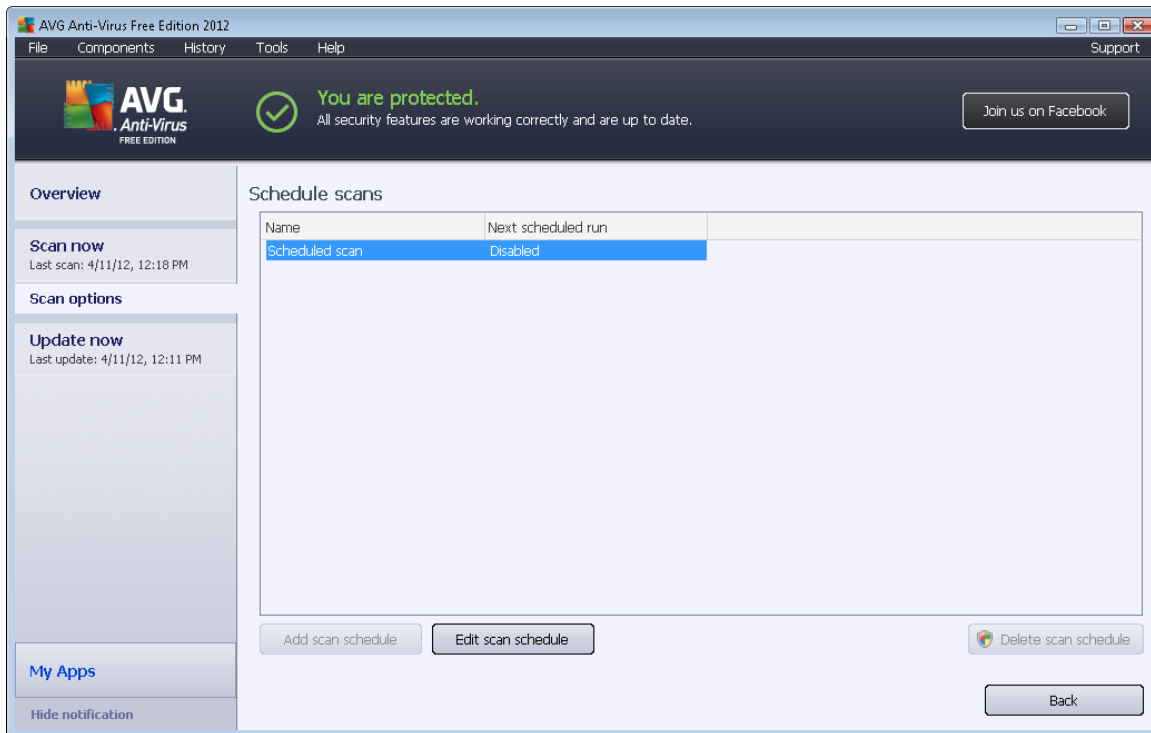 AVG Anti-Virus Free Edition 2012
File Components History Tools Help Support
AVG.
Anti-Virus
FREE EDITION
You are protected.
All security features are working correctly and are up to date.
Join us on Facebook
Overview
Scan now
Last scan: 4/11/12, 12:18 PM
Scan options
Update now
Last update: 4/11/12, 12:11 PM
My Apps
Hide notification
Schedule scans
Name Next scheduled run
Scheduled scan Disabled
Add scan schedule Edit scan schedule Delete scan schedule
Back